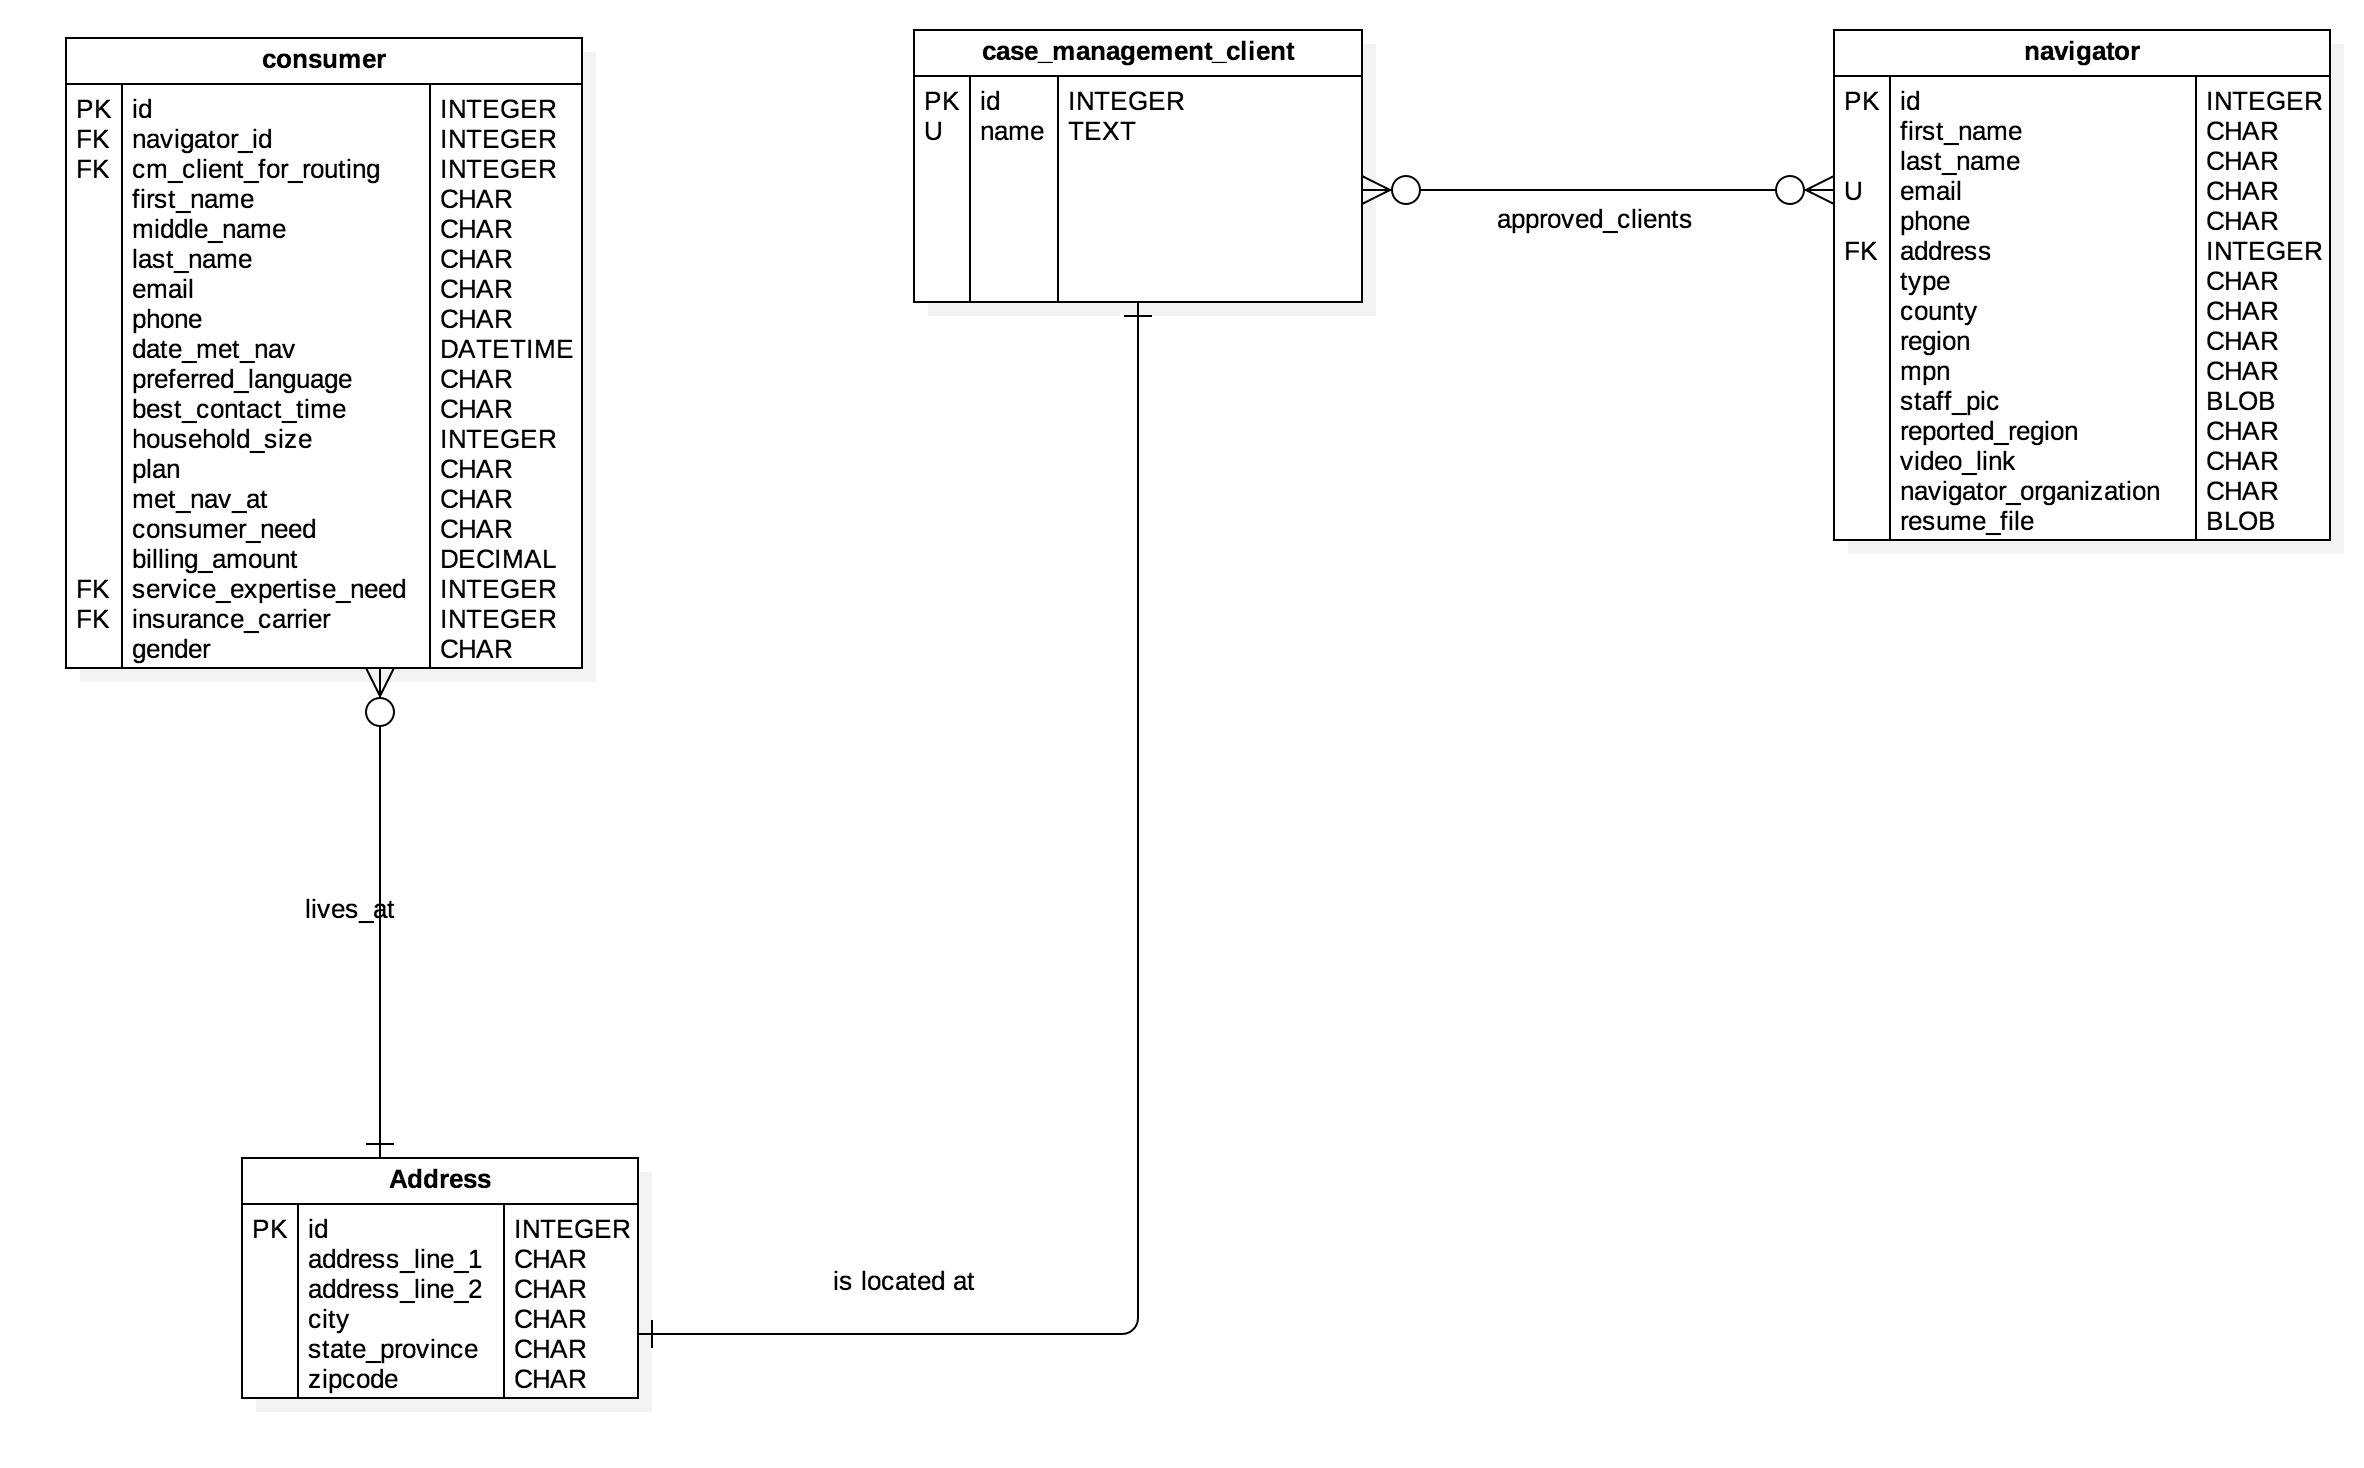 consumer
PK id INTEGER
FK navigator_id INTEGER
FK cm_client_for_routing INTEGER
first_name CHAR
middle_name CHAR
last_name CHAR
email CHAR
phone CHAR
date_met_nav DATETIME
preferred_language CHAR
best_contact_time CHAR
household_size INTEGER
plan CHAR
met_nav_at CHAR
consumer_need CHAR
billing_amount DECIMAL
FK service_expertise_need INTEGER
FK insurance_carrier INTEGER
gender CHAR
case_management_client
PK id INTEGER
U name TEXT
approved_clients
navigator
PK id INTEGER
first_name CHAR
last_name CHAR
U email CHAR
phone CHAR
FK address INTEGER
type CHAR
county CHAR
region CHAR
mpn CHAR
staff_pic BLOB
reported_region CHAR
video_link CHAR
navigator_organization CHAR
resume_file BLOB
lives_at
Address
PK id INTEGER
address_line_1 CHAR
address_line_2 CHAR
city CHAR
state_province CHAR
zipcode CHAR
is located at